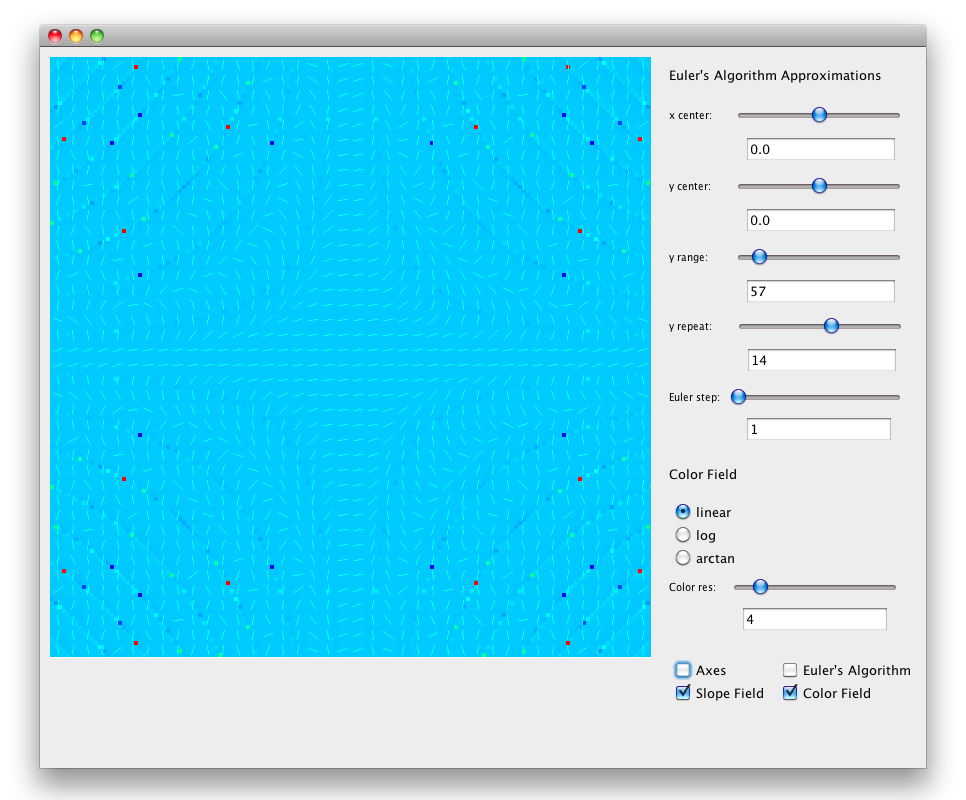 Euler's Algorithm Approximations
x center:
0.0
y center:
0.0
y range:
57
y repeat:
14
Euler step:
1
Color Field
linear
log
arctan
Color res:
4
Axes Euler's Algorithm
Slope Field Color Field